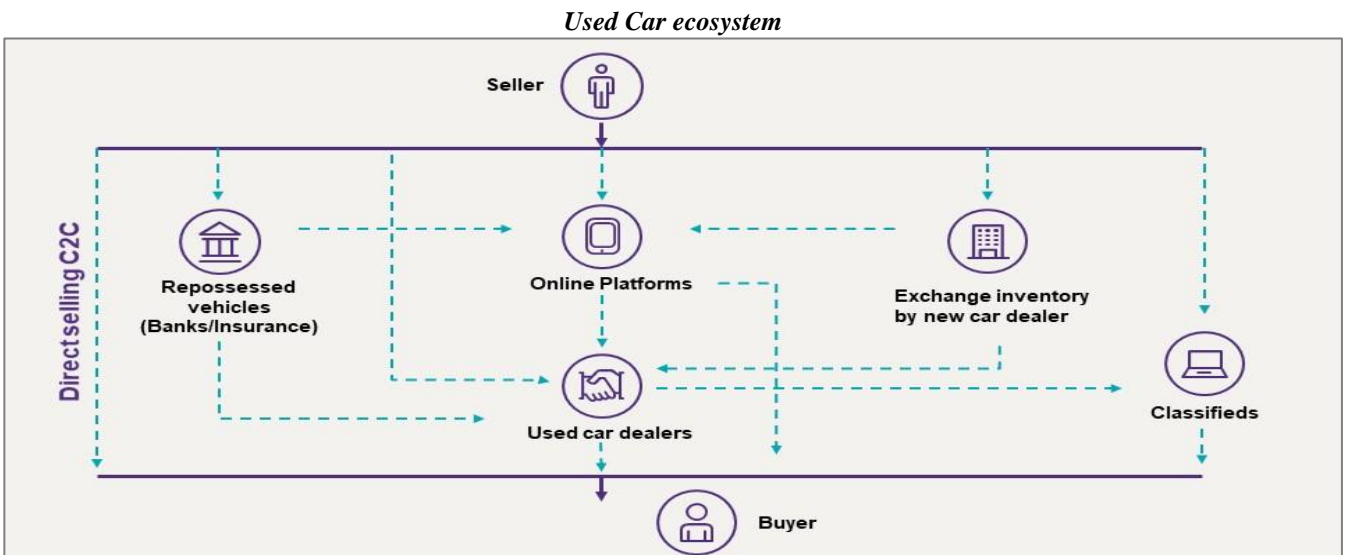 Used Car ecosystem
Seller
Direct selling C2C
Repossessed
vehicles
(Banks/Insurance)
Online Platforms
Exchange inventory
by new car dealer
Used car dealers
Classifieds
Buyer